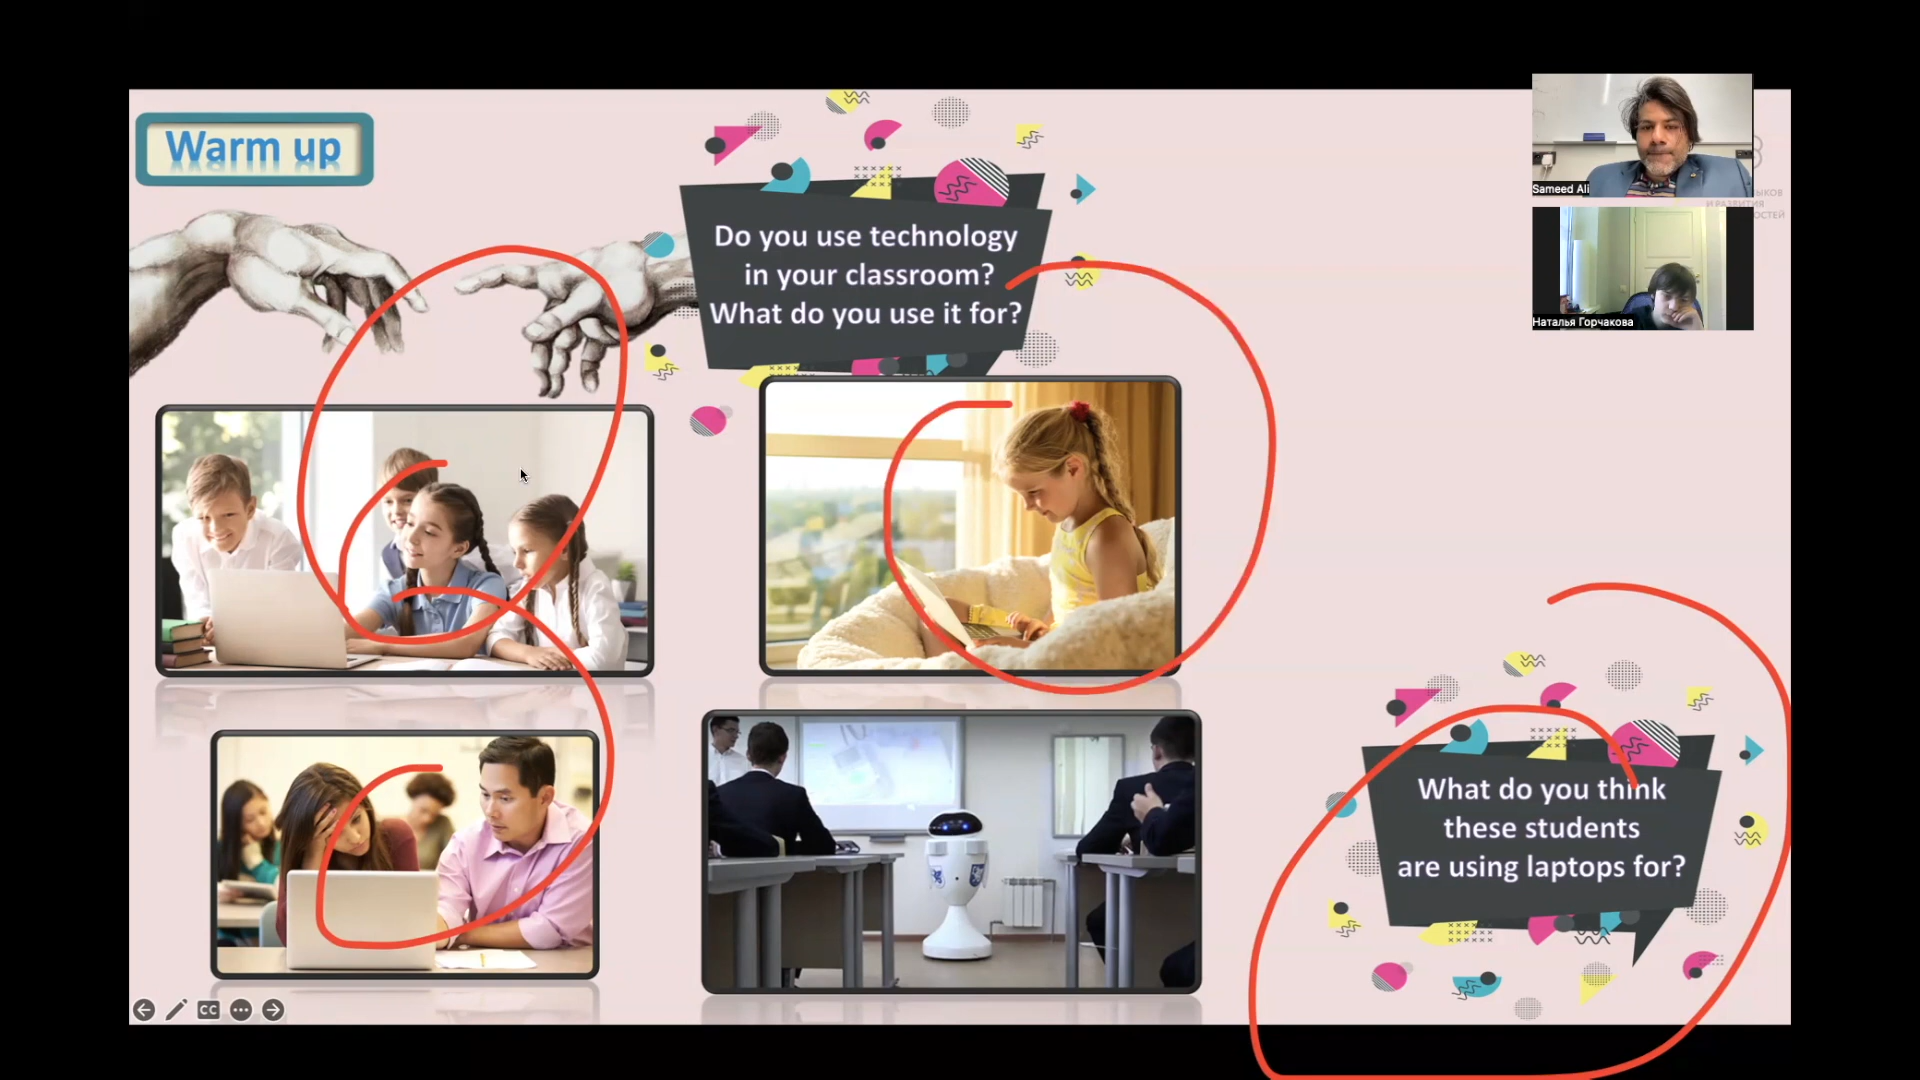 Warm up
Do you use technology
in your classroom?
What do you use it for?
Sameed Ali
Наталья Горчакова
What do you think
these students
are using laptops for?
CC